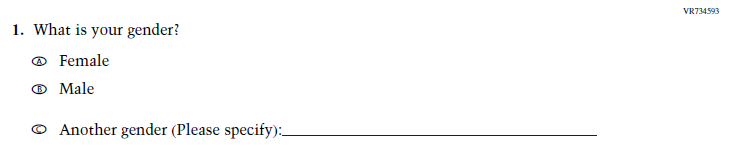 VR734593
1. What is your gender?
Ⓐ Female
Ⓑ Male
Ⓒ Another gender (Please specify):